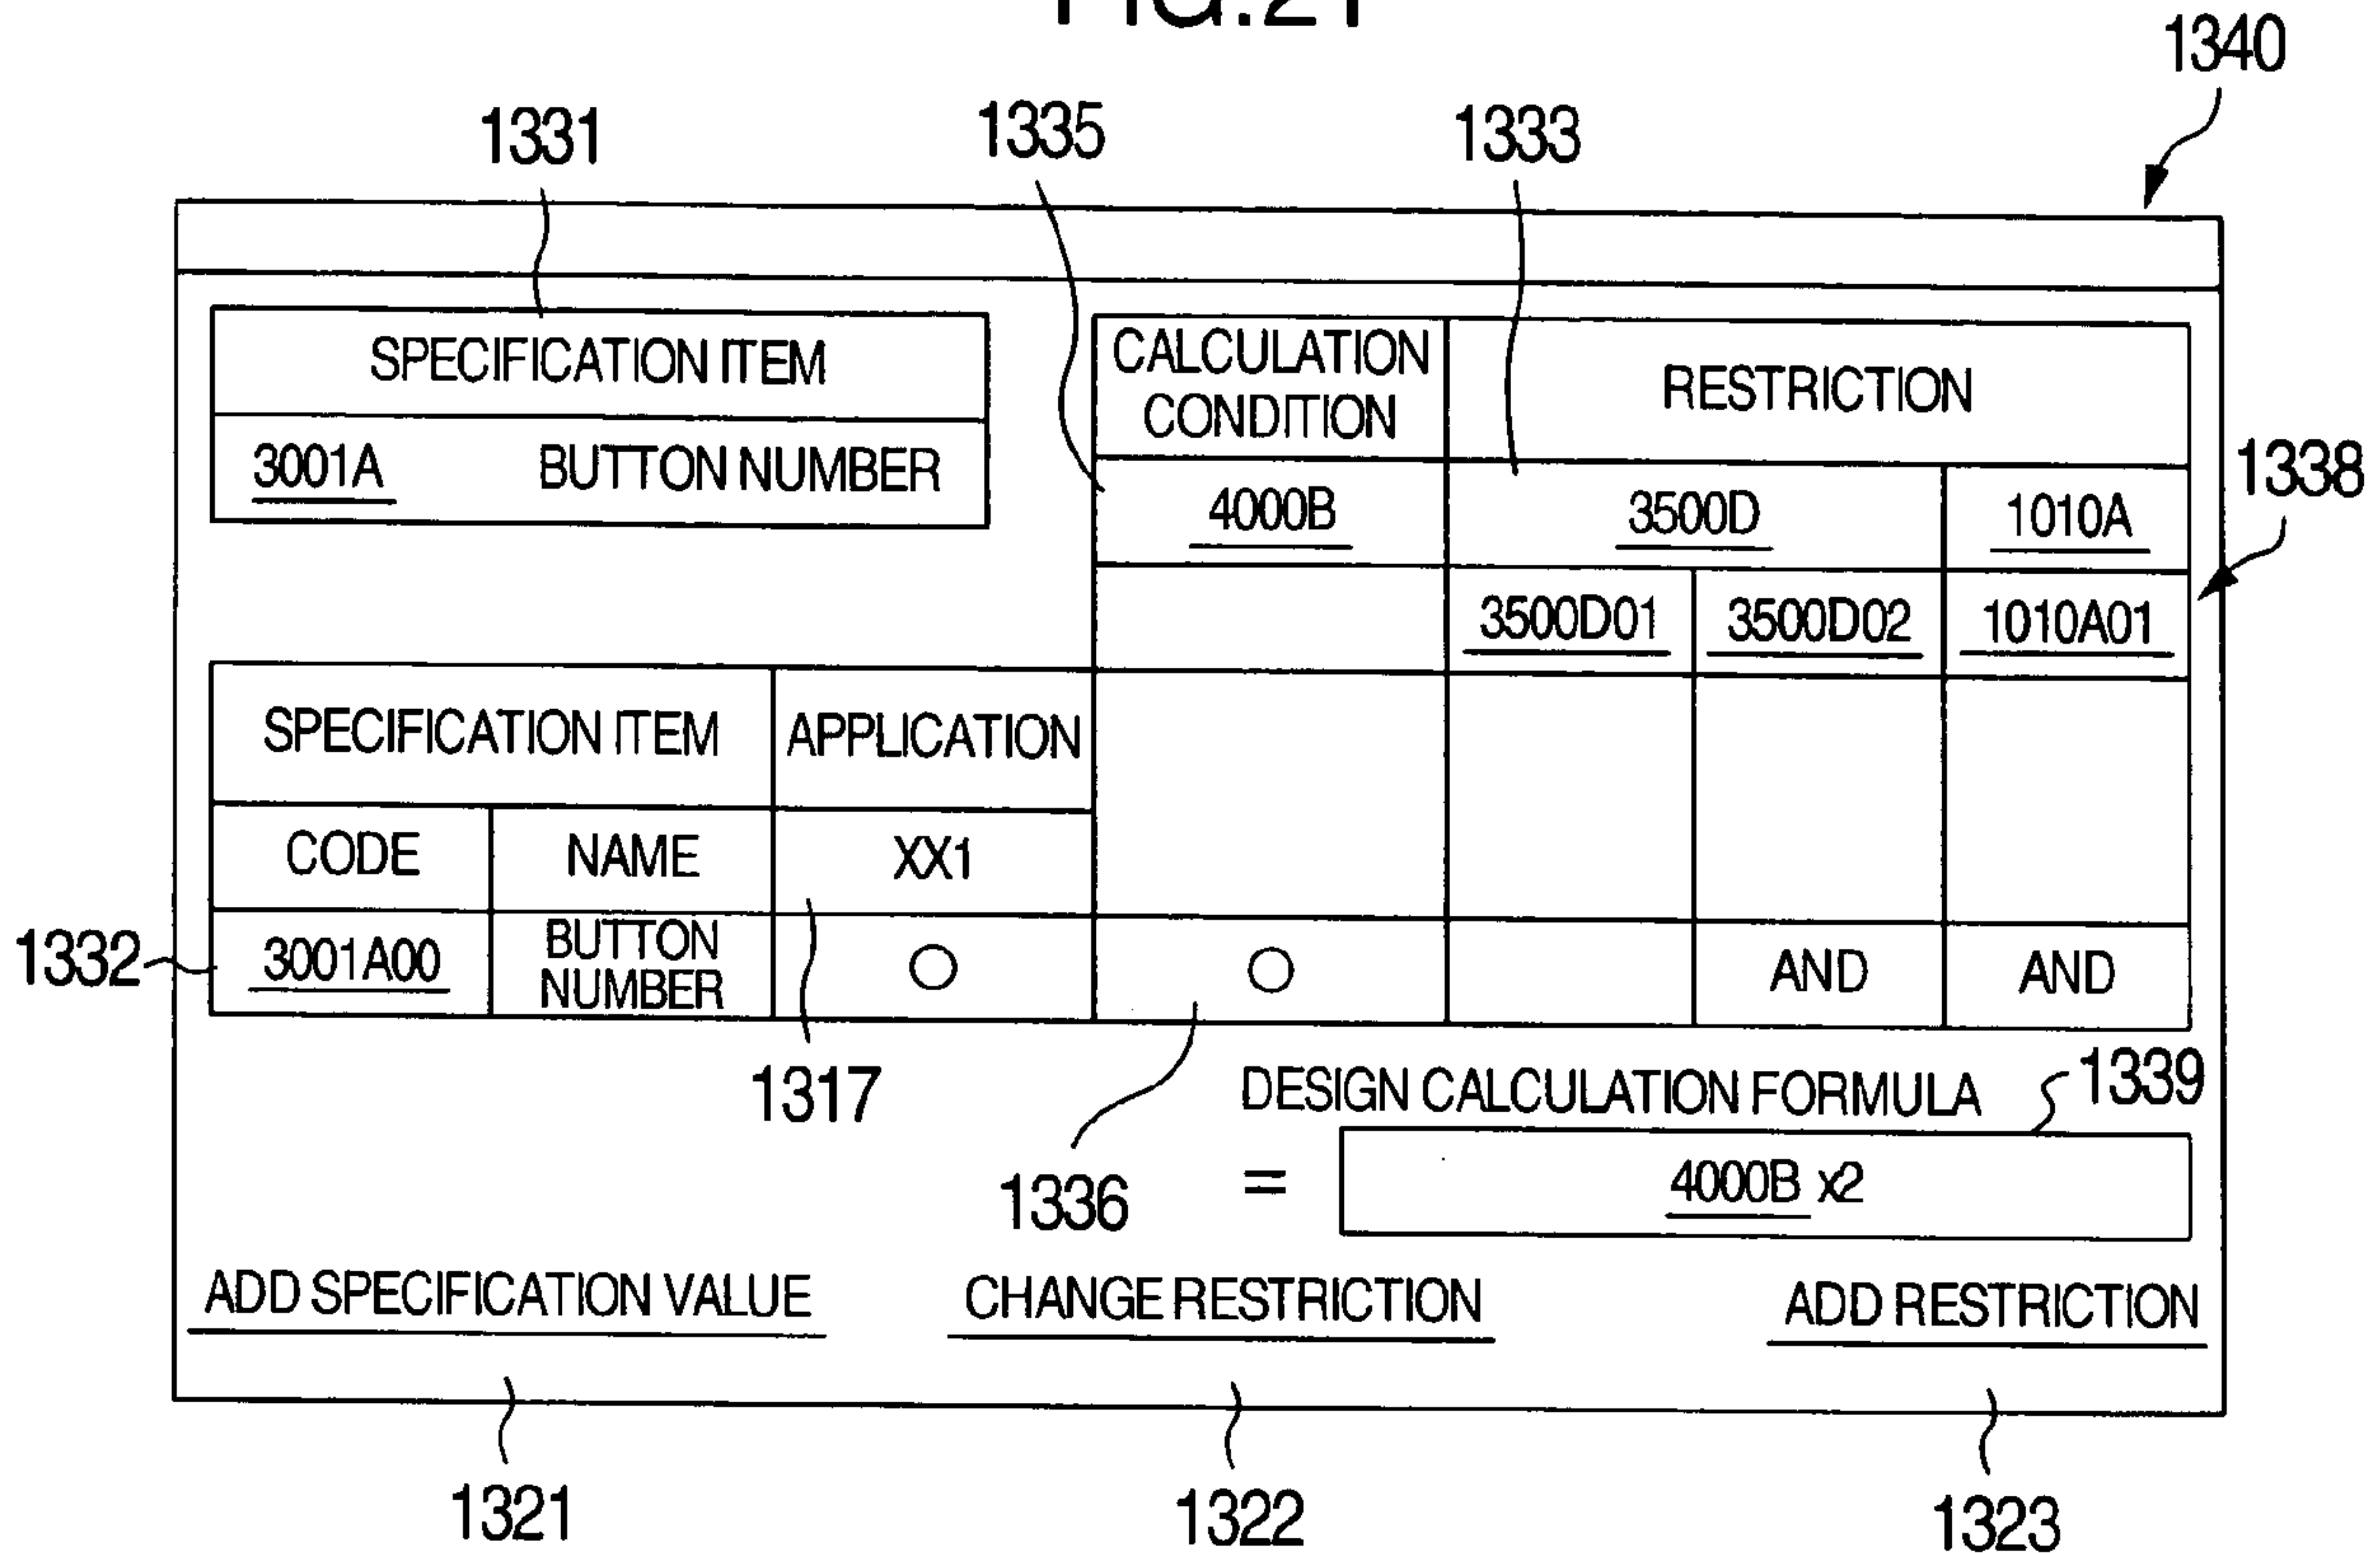 FIG.21
1340
1331
1335
1333
SPECIFICATION ITEM
3001A BUTTON NUMBER
CALCULATION CONDITION
RESTRICTION
4000B
3500D
1010A
1338
3500D01
3500D02
1010A01
SPECIFICATION ITEM
APPLICATION
CODE
NAME
XX1
1332
3001A00
BUTTON NUMBER
○
○
AND
AND
1317
1336
DESIGN CALCULATION FORMULA
1339
= 4000B x2
ADD SPECIFICATION VALUE
CHANGE RESTRICTION
ADD RESTRICTION
1321
1322
1323